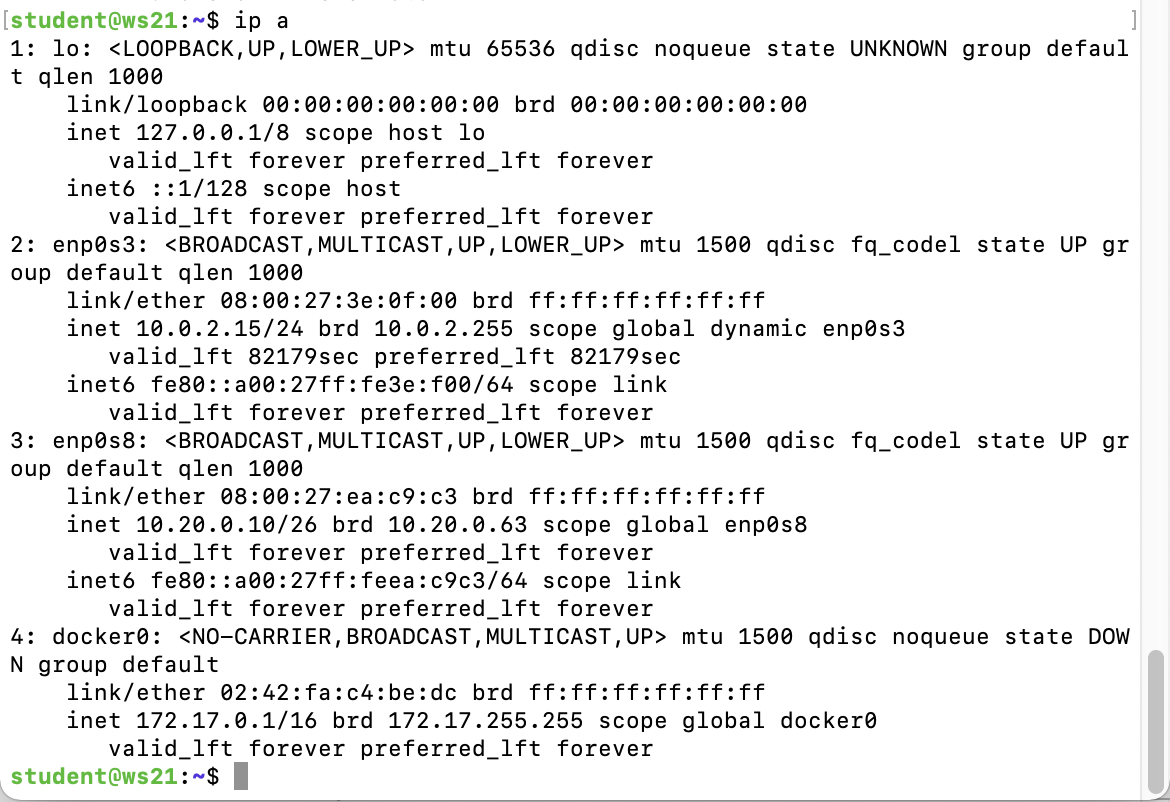 [student@ws21:~$ ip a ]
1: lo: <LOOPBACK,UP,LOWER_UP> mtu 65536 qdisc noqueue state UNKNOWN group defaul
t qlen 1000
    link/loopback 00:00:00:00:00:00 brd 00:00:00:00:00:00
    inet 127.0.0.1/8 scope host lo
       valid_lft forever preferred_lft forever
    inet6 ::1/128 scope host
       valid_lft forever preferred_lft forever
2: enp0s3: <BROADCAST,MULTICAST,UP,LOWER_UP> mtu 1500 qdisc fq_codel state UP gr
oup default qlen 1000
    link/ether 08:00:27:3e:0f:00 brd ff:ff:ff:ff:ff:ff
    inet 10.0.2.15/24 brd 10.0.2.255 scope global dynamic enp0s3
       valid_lft 82179sec preferred_lft 82179sec
    inet6 fe80::a00:27ff:fe3e:f00/64 scope link
       valid_lft forever preferred_lft forever
3: enp0s8: <BROADCAST,MULTICAST,UP,LOWER_UP> mtu 1500 qdisc fq_codel state UP gr
oup default qlen 1000
    link/ether 08:00:27:ea:c9:c3 brd ff:ff:ff:ff:ff:ff
    inet 10.20.0.10/26 brd 10.20.0.63 scope global enp0s8
       valid_lft forever preferred_lft forever
    inet6 fe80::a00:27ff:feea:c9c3/64 scope link
       valid_lft forever preferred_lft forever
4: docker0: <NO-CARRIER,BROADCAST,MULTICAST,UP> mtu 1500 qdisc noqueue state DOW
N group default
    link/ether 02:42:fa:c4:be:dc brd ff:ff:ff:ff:ff:ff
    inet 172.17.0.1/16 brd 172.17.255.255 scope global docker0
       valid_lft forever preferred_lft forever
student@ws21:~$